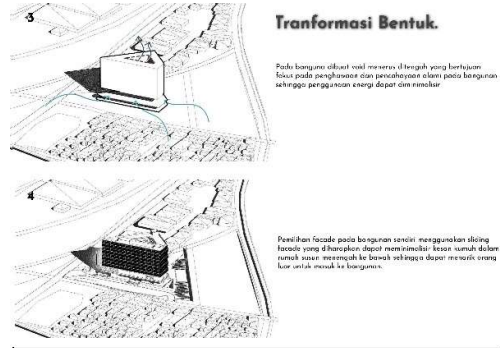 3
Tranformasi Bentuk.
Pada banguna dibuat void menerus ditengah yang bertujuan
fokus pada penghawaan dan pencahayaan alami pada bangunan
sehingga penggunaan energi dapat diminimalisir
4
Pemilihan facade pada bangunan sendiri menggunakan sliding
facade yang diharapkan dapat meminimalisir kesan kumuh dalam
rumah susun menengah ke bawah sehingga dapat menarik orang
luar untuk masuk ke bangunan.